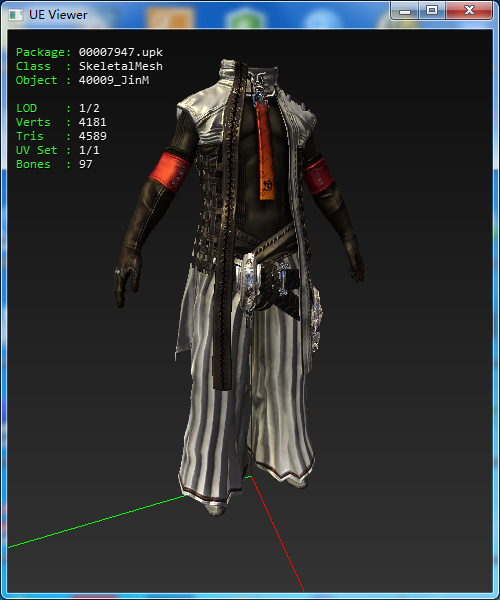 UE Viewer
Package: 00007947.upk
Class : SkeletalMesh
Object : 40009_JinM
LOD : 1/2
Verts : 4181
Tris : 4589
UV Set : 1/1
Bones : 97